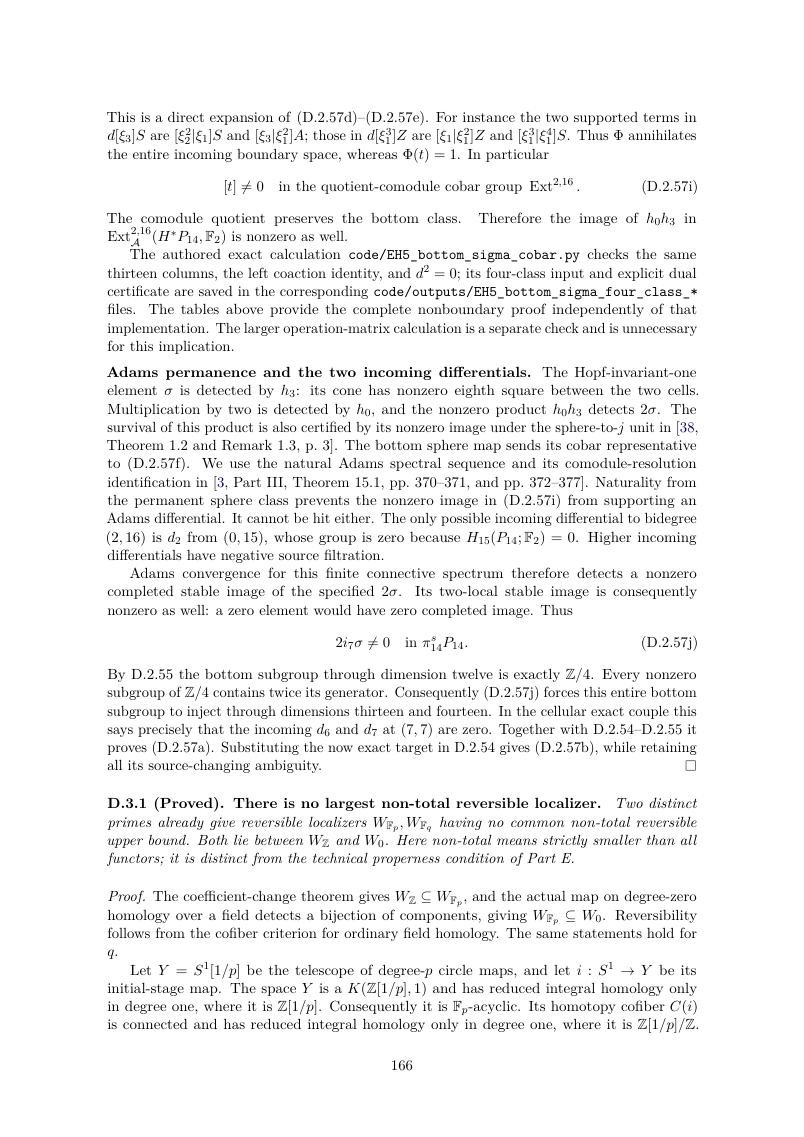 This is a direct expansion of (D.2.57d)–(D.2.57e). For instance the two supported terms in
d[ξ₃]S are [ξ₂²|ξ₁]S and [ξ₃|ξ₁²]A; those in d[ξ₁³]Z are [ξ₁|ξ₁²]Z and [ξ₁³|ξ₁⁴]S. Thus Φ annihilates
the entire incoming boundary space, whereas Φ(t) = 1. In particular
[t] ≠ 0 in the quotient-comodule cobar group Ext²,¹⁶ . (D.2.57i)
The comodule quotient preserves the bottom class. Therefore the image of h₀h₃ in
Ext_𝒜^{2,16}(H*P₁₄, 𝔽₂) is nonzero as well.
The authored exact calculation code/EH5_bottom_sigma_cobar.py checks the same
thirteen columns, the left coaction identity, and d² = 0; its four-class input and explicit dual
certificate are saved in the corresponding code/outputs/EH5_bottom_sigma_four_class_*
files. The tables above provide the complete nonboundary proof independently of that
implementation. The larger operation-matrix calculation is a separate check and is unnecessary
for this implication.
Adams permanence and the two incoming differentials. The Hopf-invariant-one
element σ is detected by h₃: its cone has nonzero eighth square between the two cells.
Multiplication by two is detected by h₀, and the nonzero product h₀h₃ detects 2σ. The
survival of this product is also certified by its nonzero image under the sphere-to-j unit in [38,
Theorem 1.2 and Remark 1.3, p. 3]. The bottom sphere map sends its cobar representative
to (D.2.57f). We use the natural Adams spectral sequence and its comodule-resolution
identification in [3, Part III, Theorem 15.1, pp. 370–371, and pp. 372–377]. Naturality from
the permanent sphere class prevents the nonzero image in (D.2.57i) from supporting an
Adams differential. It cannot be hit either. The only possible incoming differential to bidegree
(2, 16) is d₂ from (0, 15), whose group is zero because H₁₅(P₁₄; 𝔽₂) = 0. Higher incoming
differentials have negative source filtration.
Adams convergence for this finite connective spectrum therefore detects a nonzero
completed stable image of the specified 2σ. Its two-local stable image is consequently
nonzero as well: a zero element would have zero completed image. Thus
2i₇σ ≠ 0 in π₁₄ˢP₁₄. (D.2.57j)
By D.2.55 the bottom subgroup through dimension twelve is exactly ℤ/4. Every nonzero
subgroup of ℤ/4 contains twice its generator. Consequently (D.2.57j) forces this entire bottom
subgroup to inject through dimensions thirteen and fourteen. In the cellular exact couple this
says precisely that the incoming d₆ and d₇ at (7, 7) are zero. Together with D.2.54–D.2.55 it
proves (D.2.57a). Substituting the now exact target in D.2.54 gives (D.2.57b), while retaining
all its source-changing ambiguity. □
D.3.1 (Proved). There is no largest non-total reversible localizer. Two distinct
primes already give reversible localizers W_{𝔽ₚ}, W_{𝔽_q} having no common non-total reversible
upper bound. Both lie between W_ℤ and W₀. Here non-total means strictly smaller than all
functors; it is distinct from the technical properness condition of Part E.
Proof. The coefficient-change theorem gives W_ℤ ⊆ W_{𝔽ₚ}, and the actual map on degree-zero
homology over a field detects a bijection of components, giving W_{𝔽ₚ} ⊆ W₀. Reversibility
follows from the cofiber criterion for ordinary field homology. The same statements hold for
q.
Let Y = S¹[1/p] be the telescope of degree-p circle maps, and let i : S¹ → Y be its
initial-stage map. The space Y is a K(ℤ[1/p], 1) and has reduced integral homology only
in degree one, where it is ℤ[1/p]. Consequently it is 𝔽ₚ-acyclic. Its homotopy cofiber C(i)
is connected and has reduced integral homology only in degree one, where it is ℤ[1/p]/ℤ.
166